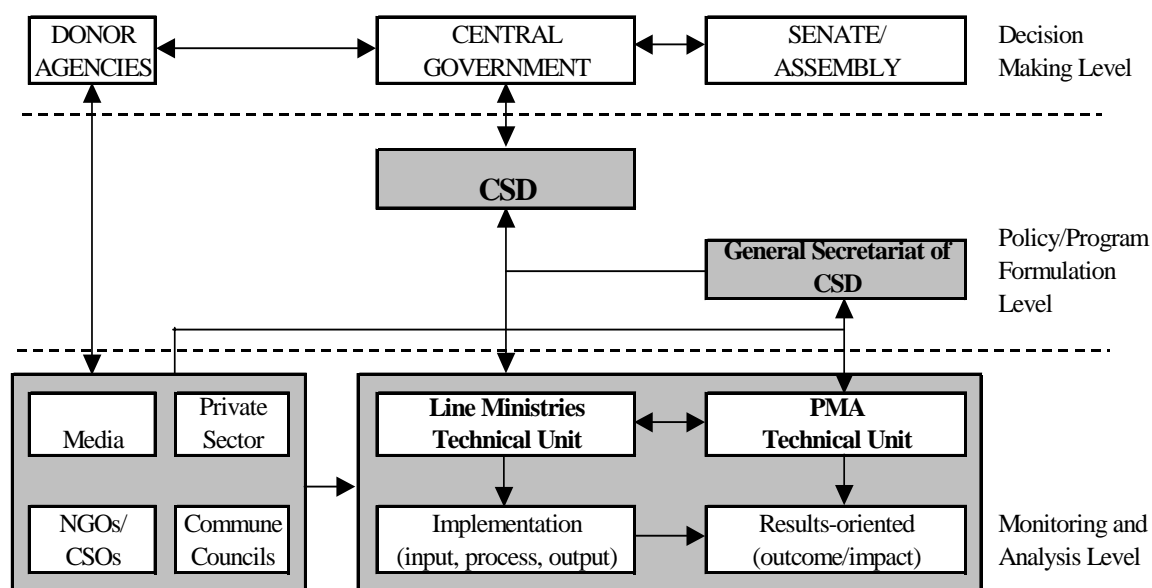 DONOR
AGENCIES
CENTRAL
GOVERNMENT
SENATE/
ASSEMBLY
Decision
Making Level
CSD
General Secretariat of
CSD
Policy/Program
Formulation
Level
Media
Private
Sector
Line Ministries
Technical Unit
PMA
Technical Unit
NGOs/
CSOs
Commune
Councils
Implementation
(input, process, output)
Results-oriented
(outcome/impact)
Monitoring and
Analysis Level